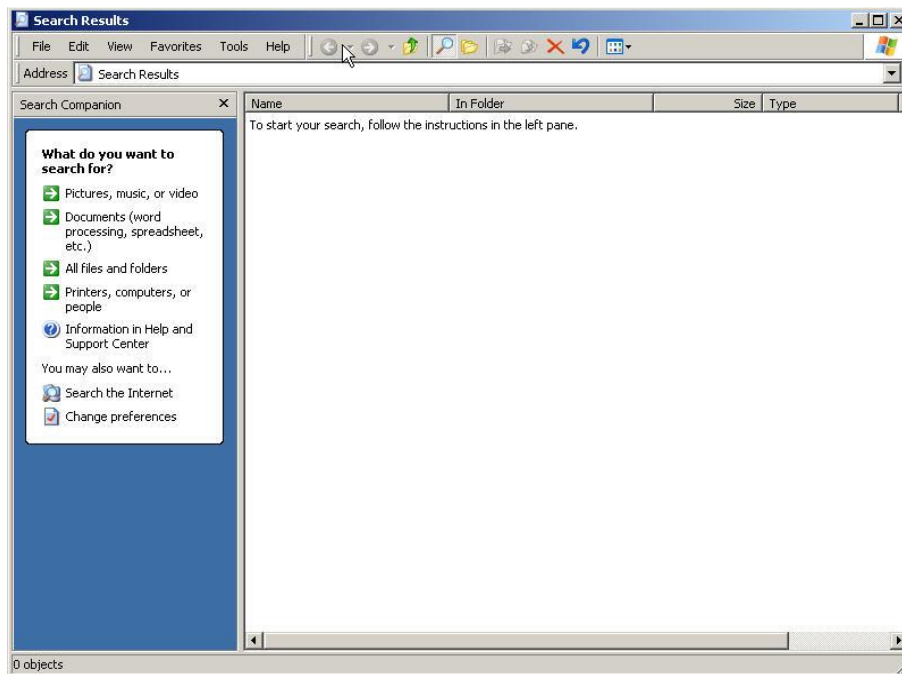 Search Results
File Edit View Favorites Tools Help
Address Search Results
Search Companion
Name In Folder Size Type
To start your search, follow the instructions in the left pane.
What do you want to
search for?
Pictures, music, or video
Documents (word
processing, spreadsheet,
etc.)
All files and folders
Printers, computers, or
people
Information in Help and
Support Center
You may also want to...
Search the Internet
Change preferences
0 objects